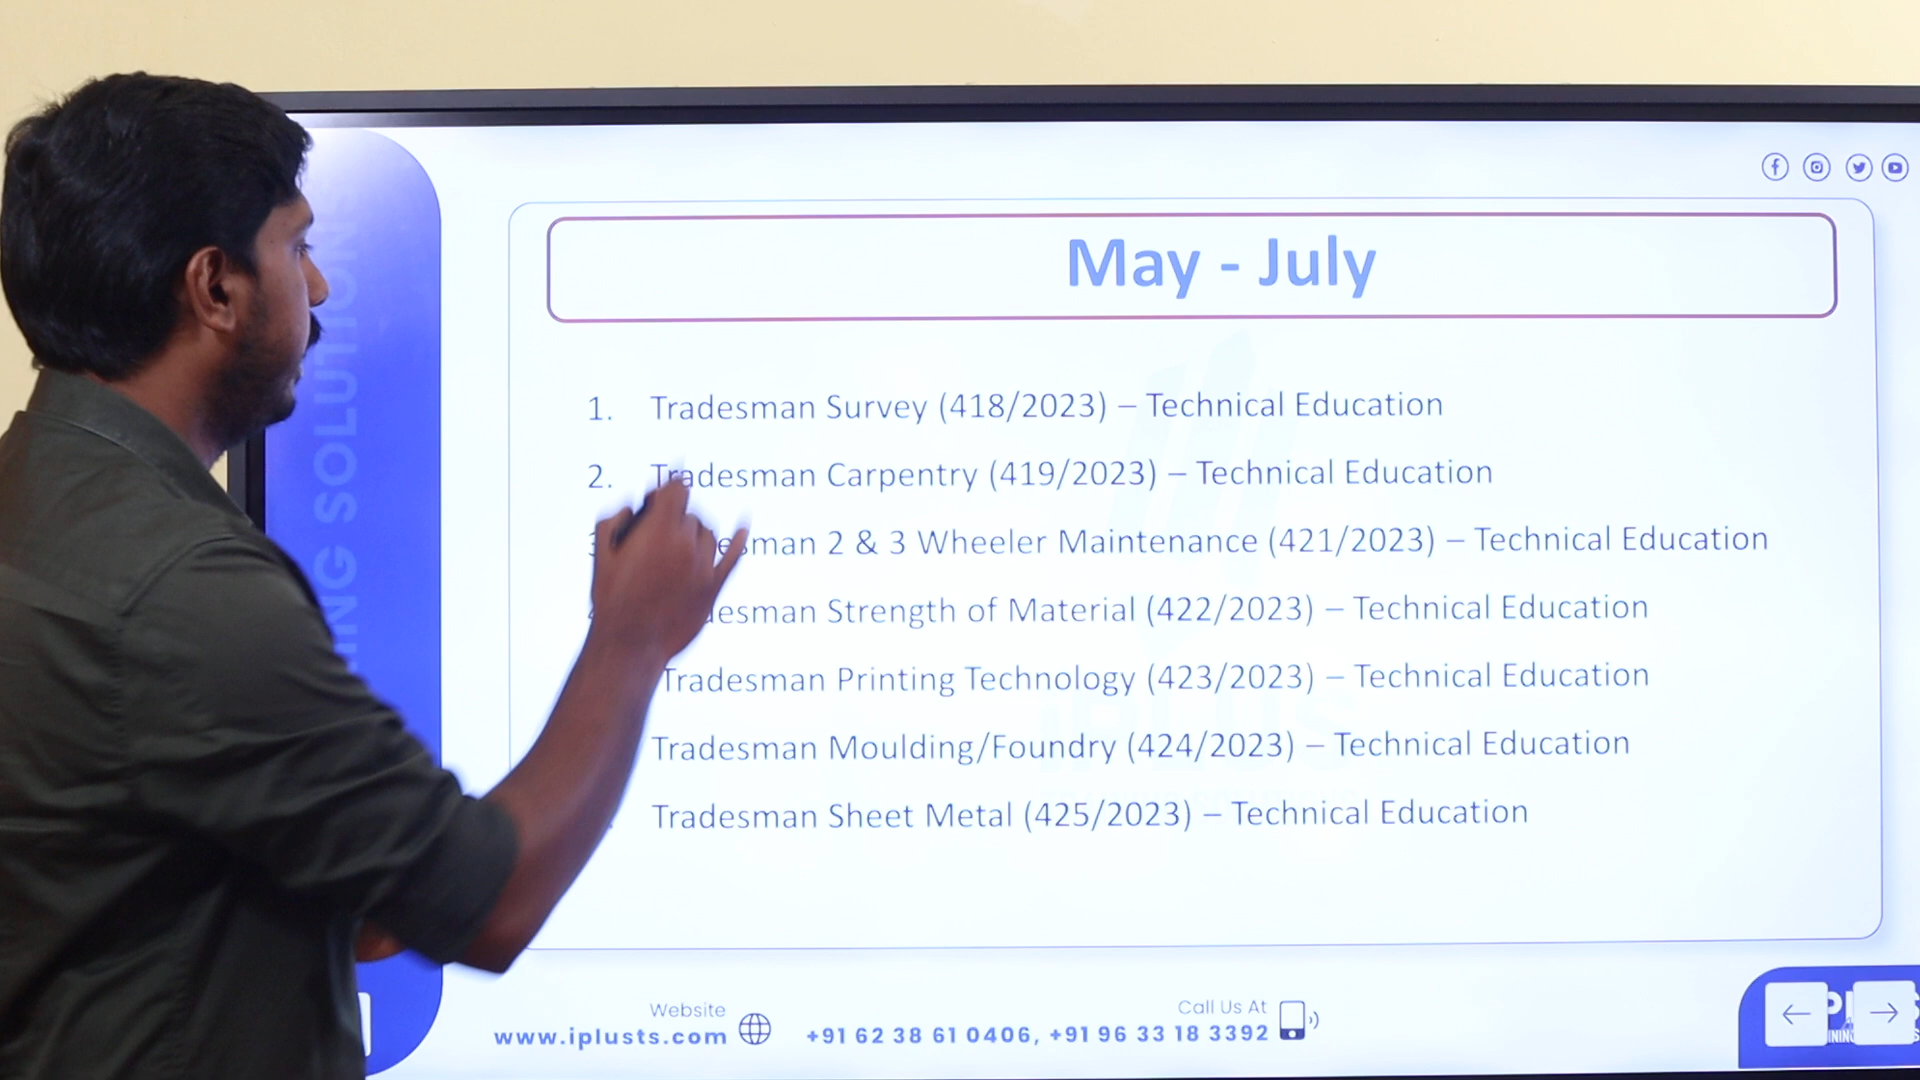 May - July
1. Tradesman Survey (418/2023) – Technical Education
2. Tradesman Carpentry (419/2023) – Technical Education
2 & 3 Wheeler Maintenance (421/2023) – Technical Education
Strength of Material (422/2023) – Technical Education
Tradesman Printing Technology (423/2023) – Technical Education
Tradesman Moulding/Foundry (424/2023) – Technical Education
Tradesman Sheet Metal (425/2023) – Technical Education
Website
www.iplusts.com
Call Us At
+91 62 38 61 0406, +91 96 33 18 3392